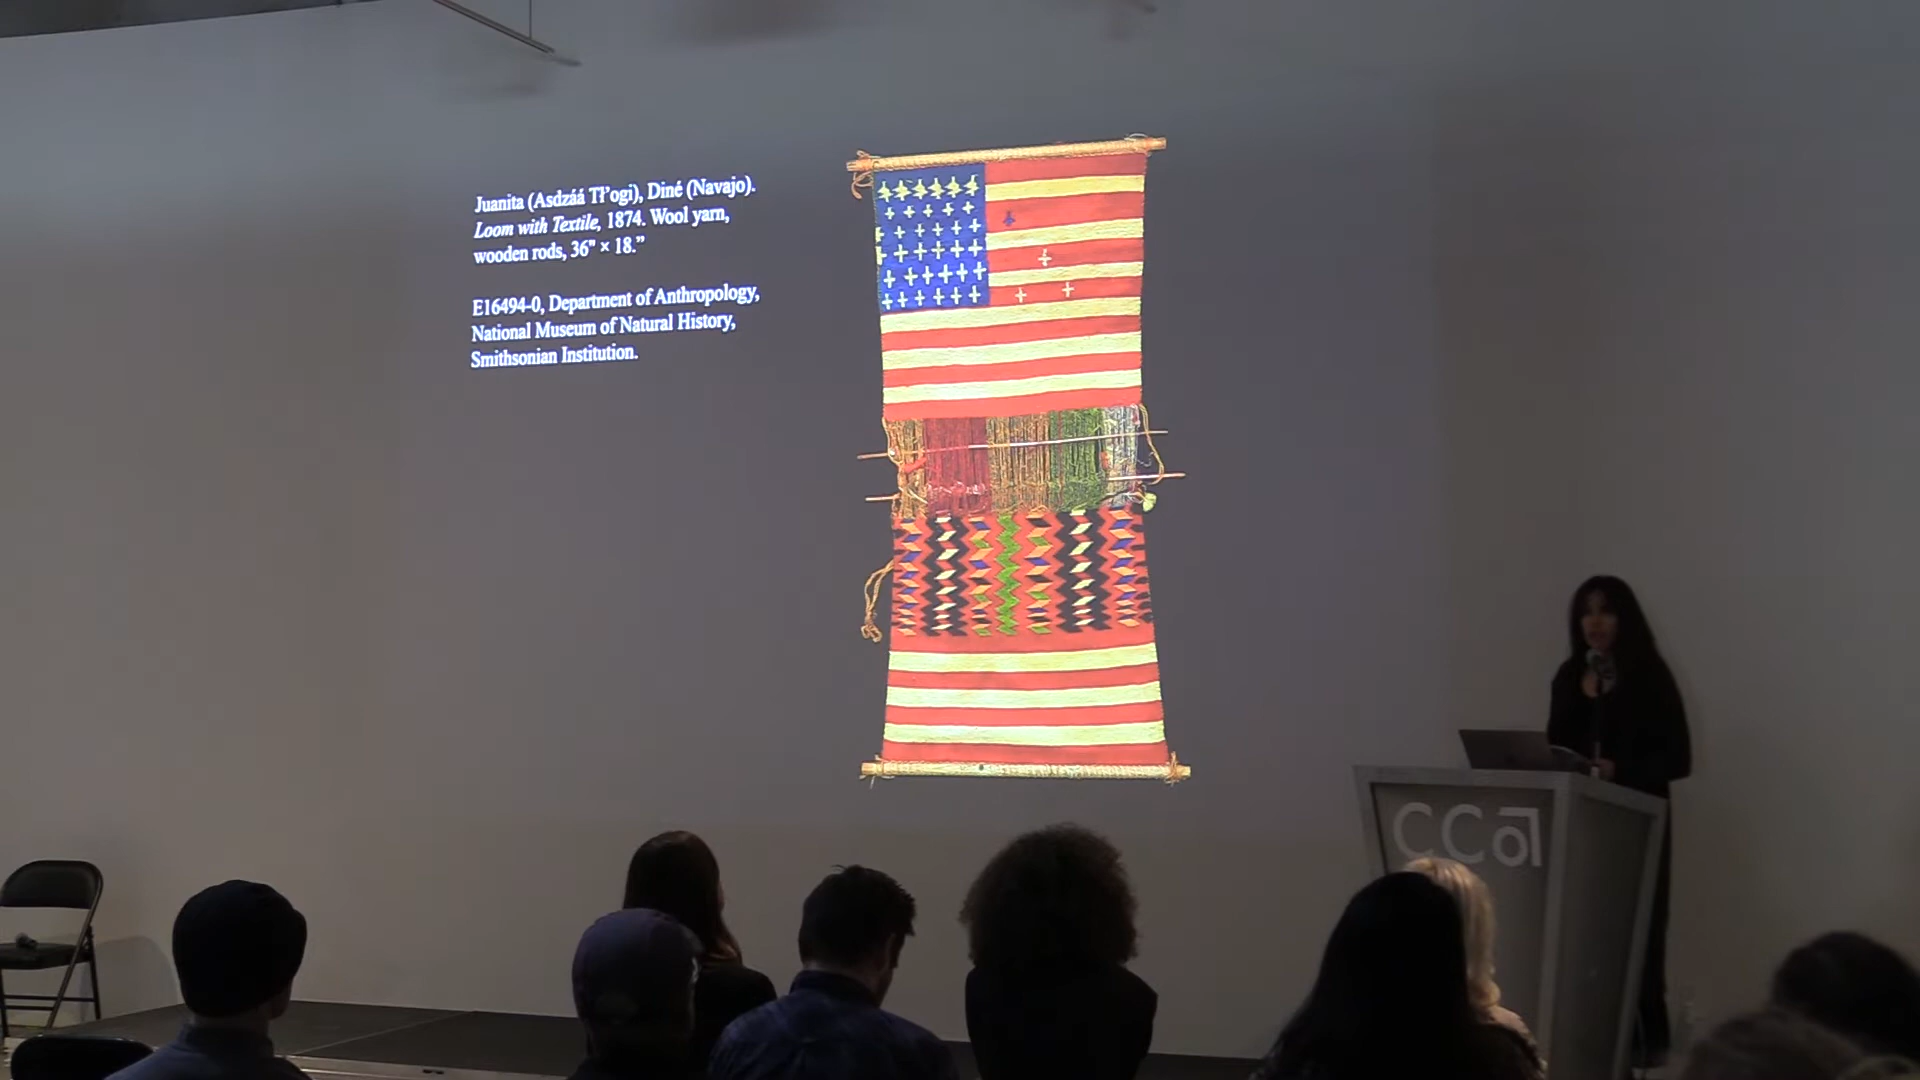 Juanita (Asdzáá Tł’ogi), Diné (Navajo).
Loom with Textile, 1874. Wool yarn,
wooden rods, 36" × 18.”
E16494-0, Department of Anthropology,
National Museum of Natural History,
Smithsonian Institution.
CCA